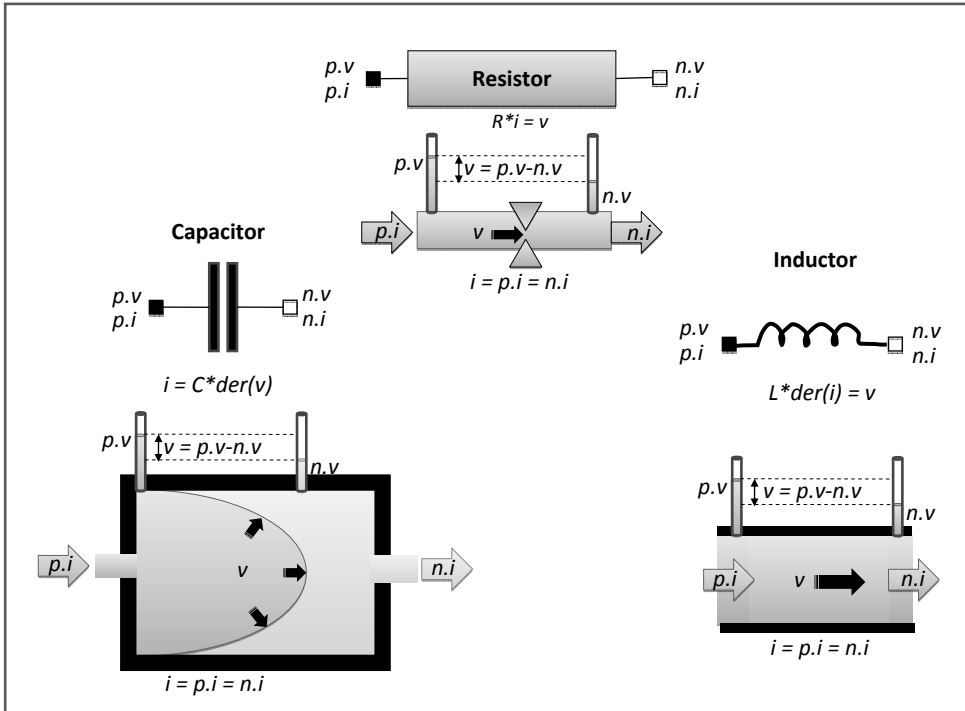 p.v
p.i
Resistor
n.v
n.i
R*i = v
p.v
v = p.v-n.v
n.v
p.i
v
n.i
i = p.i = n.i
Capacitor
p.v
p.i
n.v
n.i
i = C*der(v)
p.v
v = p.v-n.v
n.v
p.i
v
n.i
i = p.i = n.i
Inductor
p.v
p.i
n.v
n.i
L*der(i) = v
p.v
v = p.v-n.v
n.v
p.i
v
n.i
i = p.i = n.i